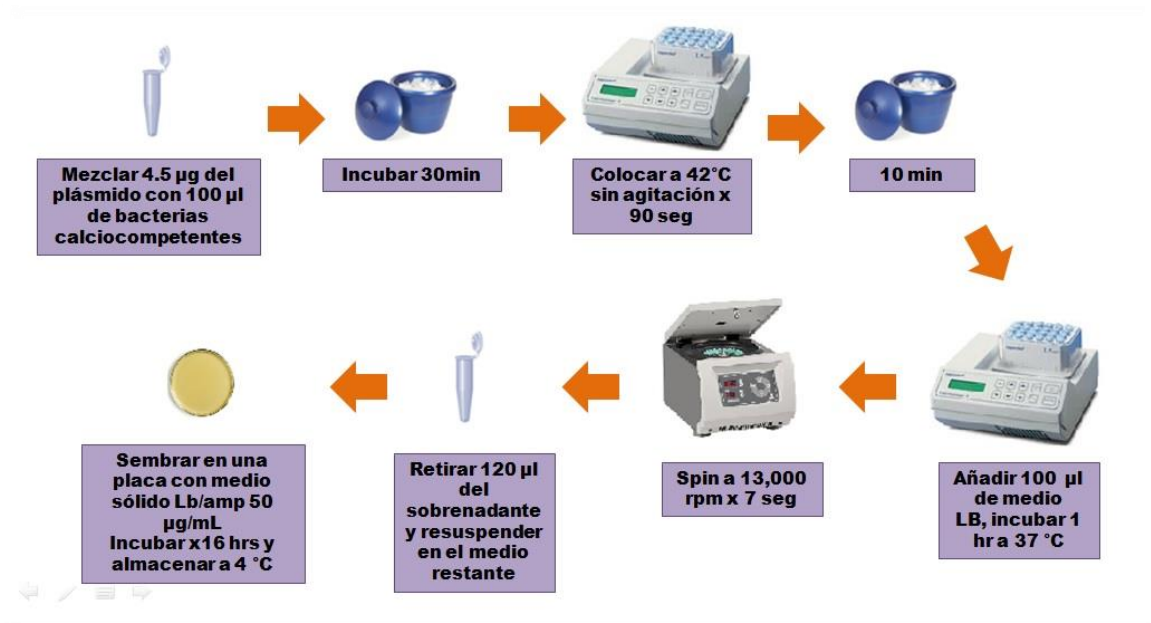 Mezclar 4.5 µg del
plásmido con 100 µl
de bacterias
calciocompetentes
Incubar 30min
Colocar a 42°C
sin agitación x
90 seg
10 min
Añadir 100 µl
de medio
LB, incubar 1
hr a 37 °C
Spin a 13,000
rpm x 7 seg
Retirar 120 µl
del
sobrenadante
y resuspender
en el medio
restante
Sembrar en una
placa con medio
sólido Lb/amp 50
µg/mL
Incubar x16 hrs y
almacenar a 4 °C